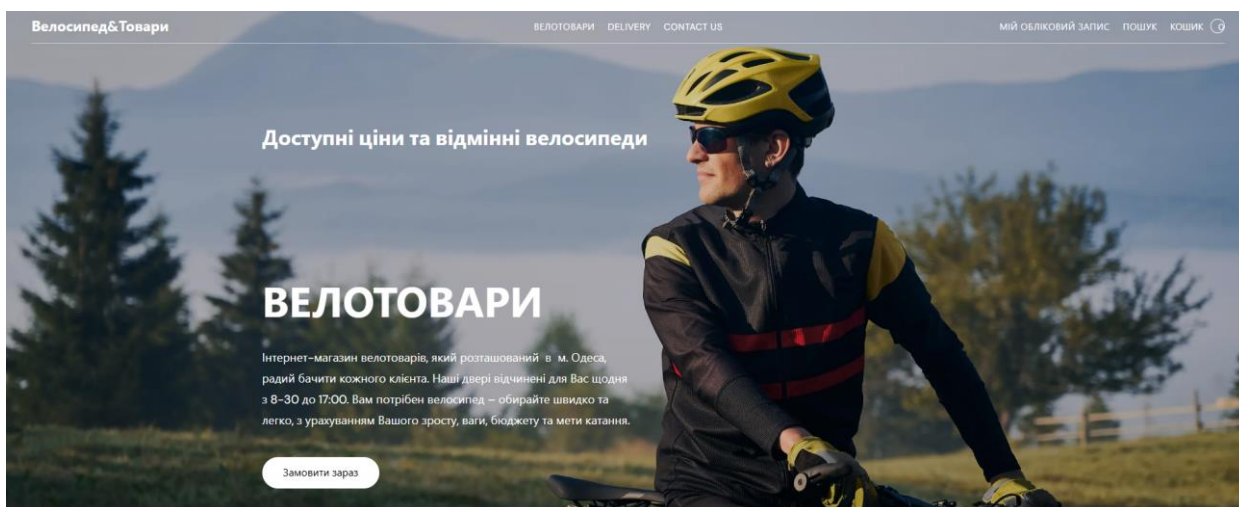 Велосипед&Товари
ВЕЛОТОВАРИ DELIVERY CONTACT US
МІЙ ОБЛІКОВИЙ ЗАПИС ПОШУК КОШИК 0
Доступні ціни та відмінні велосипеди
ВЕЛОТОВАРИ
Інтернет-магазин велотоварів, який розташований в м. Одеса,
радий бачити кожного клієнта. Наші двері відчинені для Вас щодня
з 8-30 до 17:00. Вам потрібен велосипед – обирайте швидко та
легко, з урахуванням Вашого зросту, ваги, бюджету та мети катання.
Замовити зараз